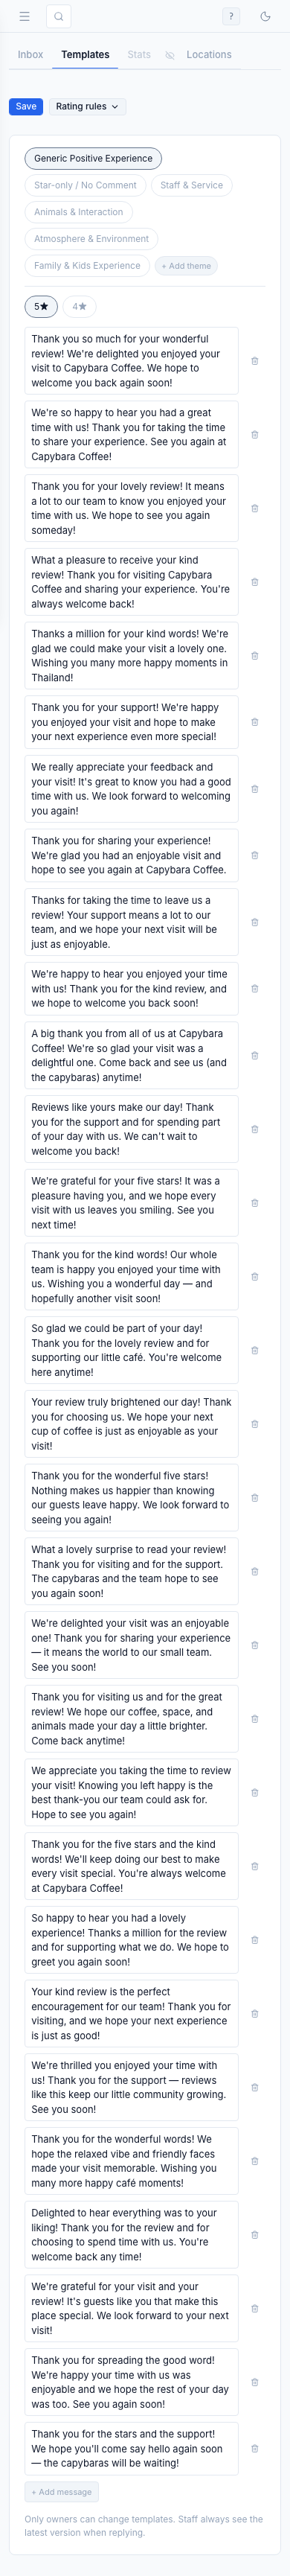 ?
Inbox Templates Stats Locations
Save Rating rules
Generic Positive Experience
Star-only / No Comment Staff & Service
Animals & Interaction
Atmosphere & Environment
Family & Kids Experience + Add theme
5★ 4★
Thank you so much for your wonderful
review! We're delighted you enjoyed your
visit to Capybara Coffee. We hope to
welcome you back again soon!
We're so happy to hear you had a great
time with us! Thank you for taking the time
to share your experience. See you again at
Capybara Coffee!
Thank you for your lovely review! It means
a lot to our team to know you enjoyed your
time with us. We hope to see you again
someday!
What a pleasure to receive your kind
review! Thank you for visiting Capybara
Coffee and sharing your experience. You're
always welcome back!
Thanks a million for your kind words! We're
glad we could make your visit a lovely one.
Wishing you many more happy moments in
Thailand!
Thank you for your support! We're happy
you enjoyed your visit and hope to make
your next experience even more special!
We really appreciate your feedback and
your visit! It's great to know you had a good
time with us. We look forward to welcoming
you again!
Thank you for sharing your experience!
We're glad you had an enjoyable visit and
hope to see you again at Capybara Coffee.
Thanks for taking the time to leave us a
review! Your support means a lot to our
team, and we hope your next visit will be
just as enjoyable.
We're happy to hear you enjoyed your time
with us! Thank you for the kind review, and
we hope to welcome you back soon!
A big thank you from all of us at Capybara
Coffee! We're so glad your visit was a
delightful one. Come back and see us (and
the capybaras) anytime!
Reviews like yours make our day! Thank
you for the support and for spending part
of your day with us. We can't wait to
welcome you back!
We're grateful for your five stars! It was a
pleasure having you, and we hope every
visit with us leaves you smiling. See you
next time!
Thank you for the kind words! Our whole
team is happy you enjoyed your time with
us. Wishing you a wonderful day — and
hopefully another visit soon!
So glad we could be part of your day!
Thank you for the lovely review and for
supporting our little café. You're welcome
here anytime!
Your review truly brightened our day! Thank
you for choosing us. We hope your next
cup of coffee is just as enjoyable as your
visit!
Thank you for the wonderful five stars!
Nothing makes us happier than knowing
our guests leave happy. We look forward to
seeing you again!
What a lovely surprise to read your review!
Thank you for visiting and for the support.
The capybaras and the team hope to see
you again soon!
We're delighted your visit was an enjoyable
one! Thank you for sharing your experience
— it means the world to our small team.
See you soon!
Thank you for visiting us and for the great
review! We hope our coffee, space, and
animals made your day a little brighter.
Come back anytime!
We appreciate you taking the time to review
your visit! Knowing you left happy is the
best thank-you our team could ask for.
Hope to see you again!
Thank you for the five stars and the kind
words! We'll keep doing our best to make
every visit special. You're always welcome
at Capybara Coffee!
So happy to hear you had a lovely
experience! Thanks a million for the review
and for supporting what we do. We hope to
greet you again soon!
Your kind review is the perfect
encouragement for our team! Thank you for
visiting, and we hope your next experience
is just as good!
We're thrilled you enjoyed your time with
us! Thank you for the support — reviews
like this keep our little community growing.
See you soon!
Thank you for the wonderful words! We
hope the relaxed vibe and friendly faces
made your visit memorable. Wishing you
many more happy café moments!
Delighted to hear everything was to your
liking! Thank you for the review and for
choosing to spend time with us. You're
welcome back any time!
We're grateful for your visit and your
review! It's guests like you that make this
place special. We look forward to your next
visit!
Thank you for spreading the good word!
We're happy your time with us was
enjoyable and we hope the rest of your day
was too. See you again soon!
Thank you for the stars and the support!
We hope you'll come say hello again soon
— the capybaras will be waiting!
+ Add message
Only owners can change templates. Staff always see the
latest version when replying.